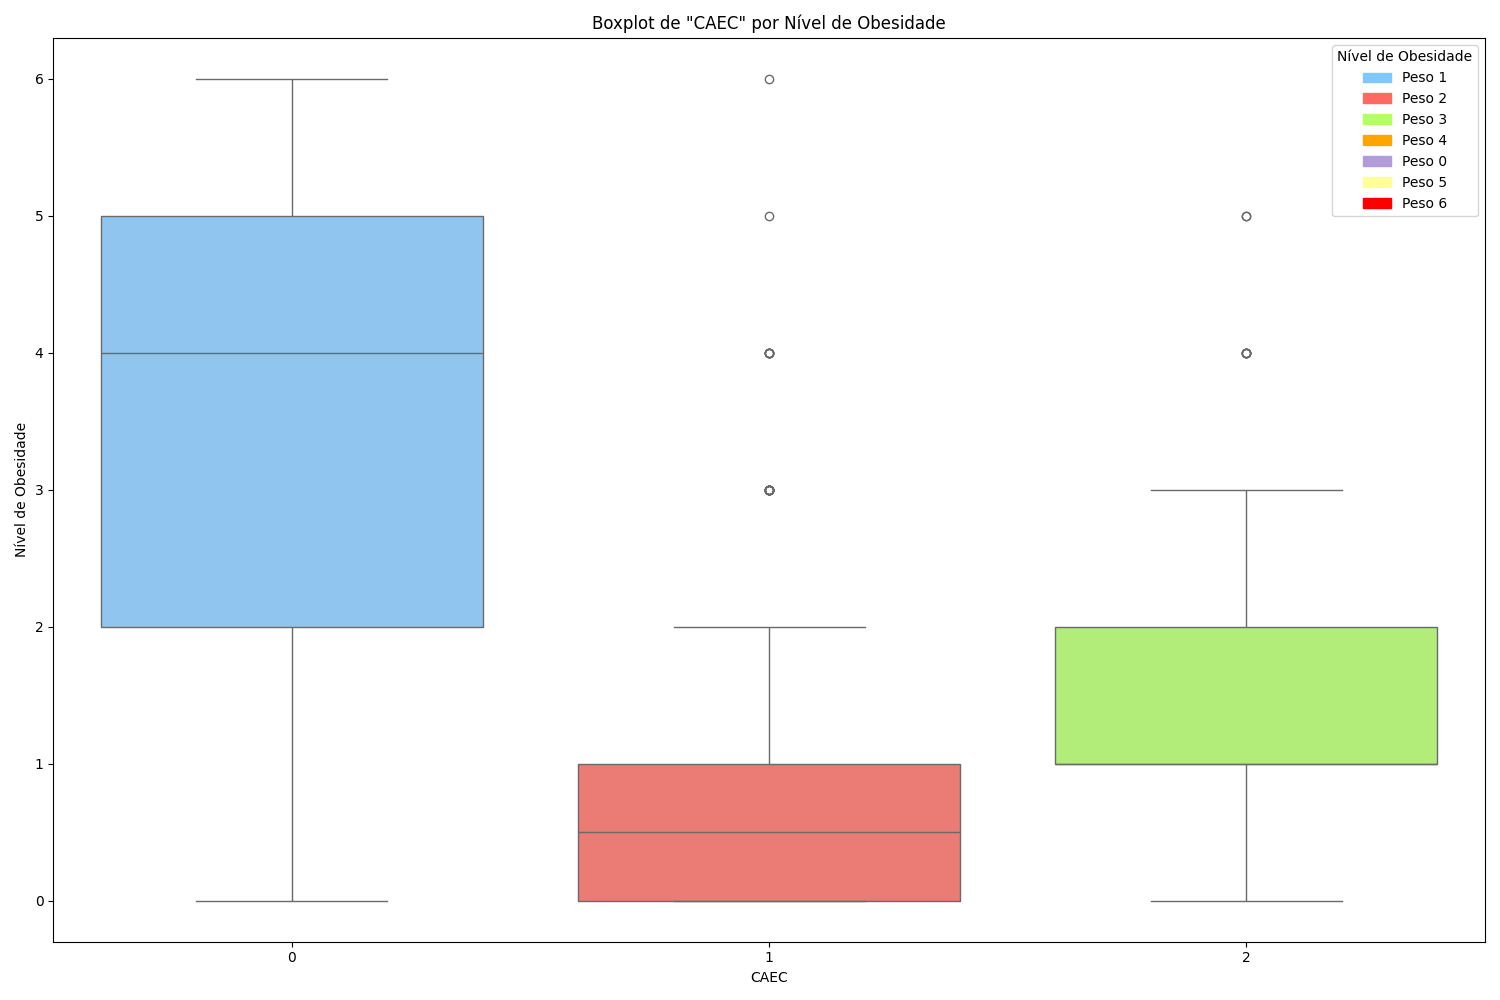 Boxplot de "CAEC" por Nível de Obesidade
Nível de Obesidade
Peso 1
Peso 2
Peso 3
Peso 4
Peso 0
Peso 5
Peso 6
Nível de Obesidade
6
5
4
3
2
1
0
0 1 2
CAEC